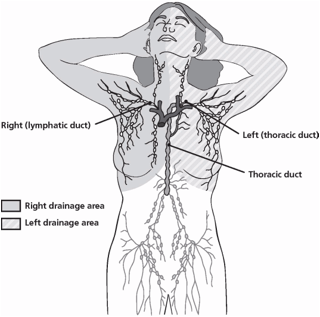 Right (lymphatic duct)
Left (thoracic duct)
Thoracic duct
Right drainage area
Left drainage area